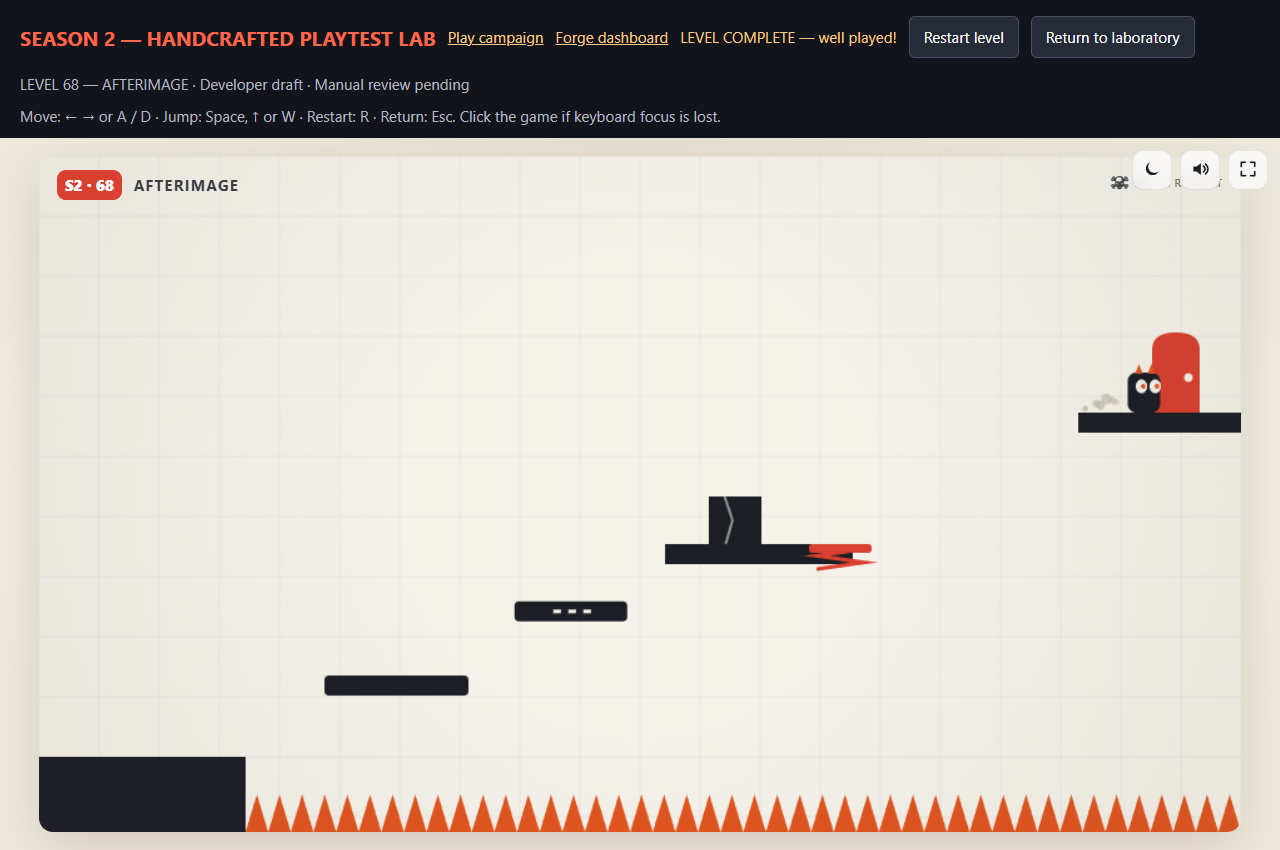 SEASON 2 — HANDCRAFTED PLAYTEST LAB Play campaign Forge dashboard LEVEL COMPLETE — well played! Restart level Return to laboratory
LEVEL 68 — AFTERIMAGE · Developer draft · Manual review pending
Move: ← → or A / D · Jump: Space, ↑ or W · Restart: R · Return: Esc. Click the game if keyboard focus is lost.
S2 · 68 AFTERIMAGE